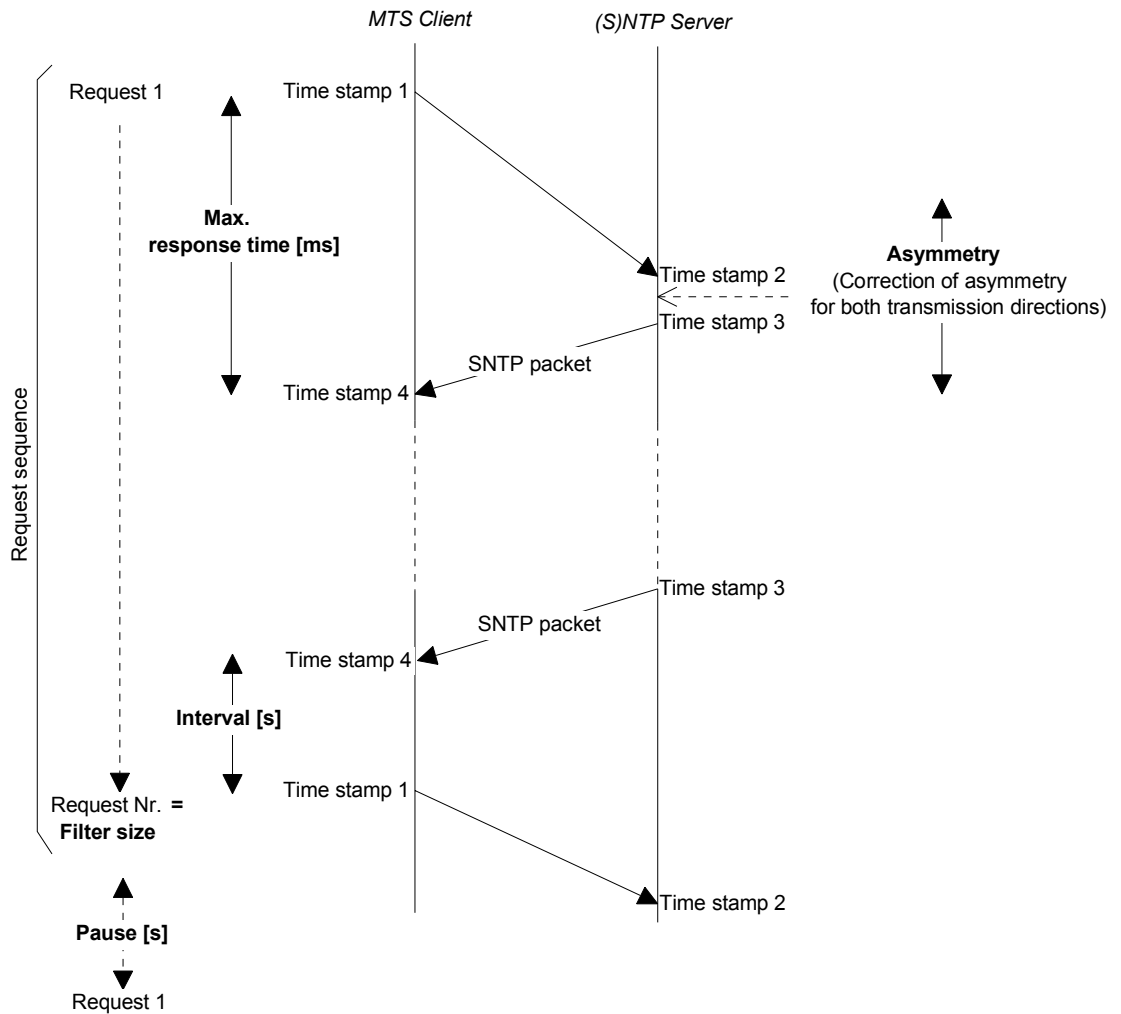 MTS Client
(S)NTP Server
Request 1
Time stamp 1
Max.
response time [ms]
Time stamp 2
Asymmetry
(Correction of asymmetry
for both transmission directions)
Time stamp 3
SNTP packet
Time stamp 4
Request sequence
Time stamp 3
SNTP packet
Time stamp 4
Interval [s]
Time stamp 1
Request Nr. =
Filter size
Time stamp 2
Pause [s]
Request 1